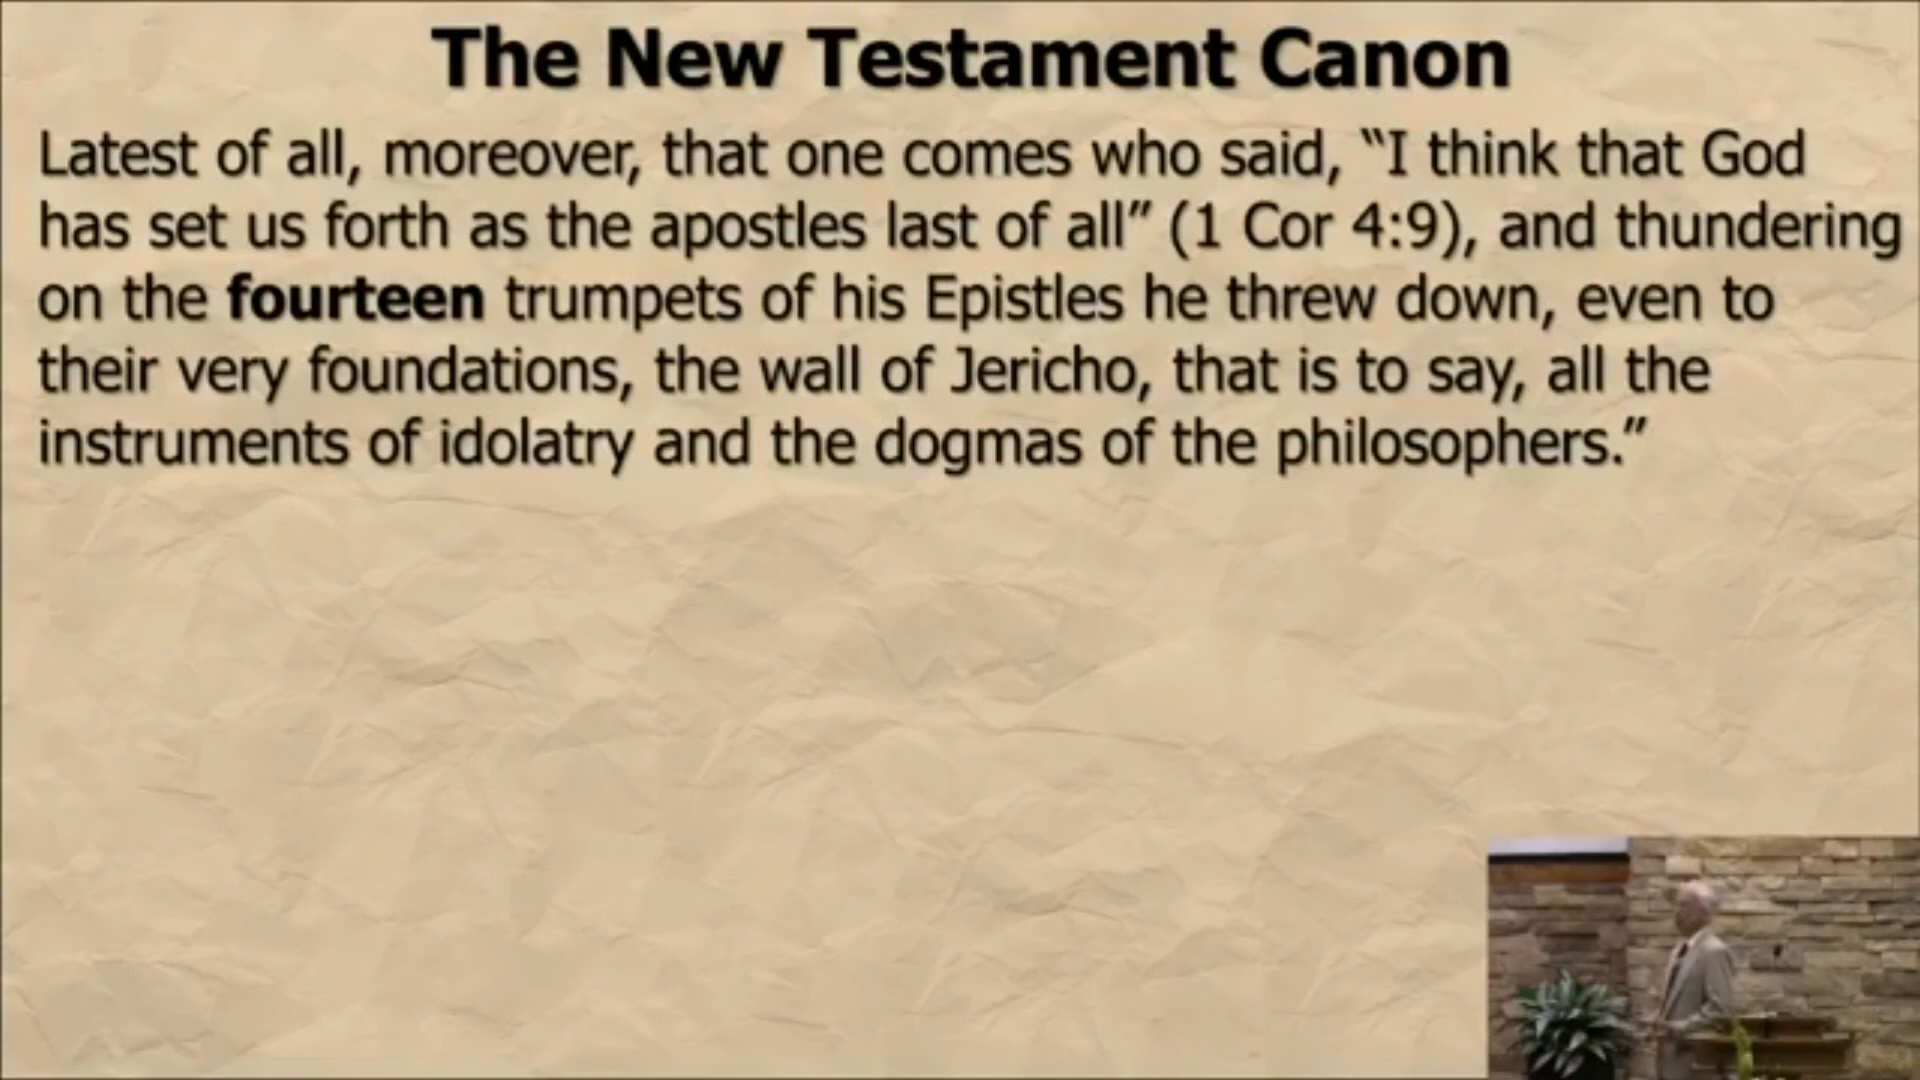 The New Testament Canon
Latest of all, moreover, that one comes who said, “I think that God
has set us forth as the apostles last of all” (1 Cor 4:9), and thundering
on the fourteen trumpets of his Epistles he threw down, even to
their very foundations, the wall of Jericho, that is to say, all the
instruments of idolatry and the dogmas of the philosophers.”